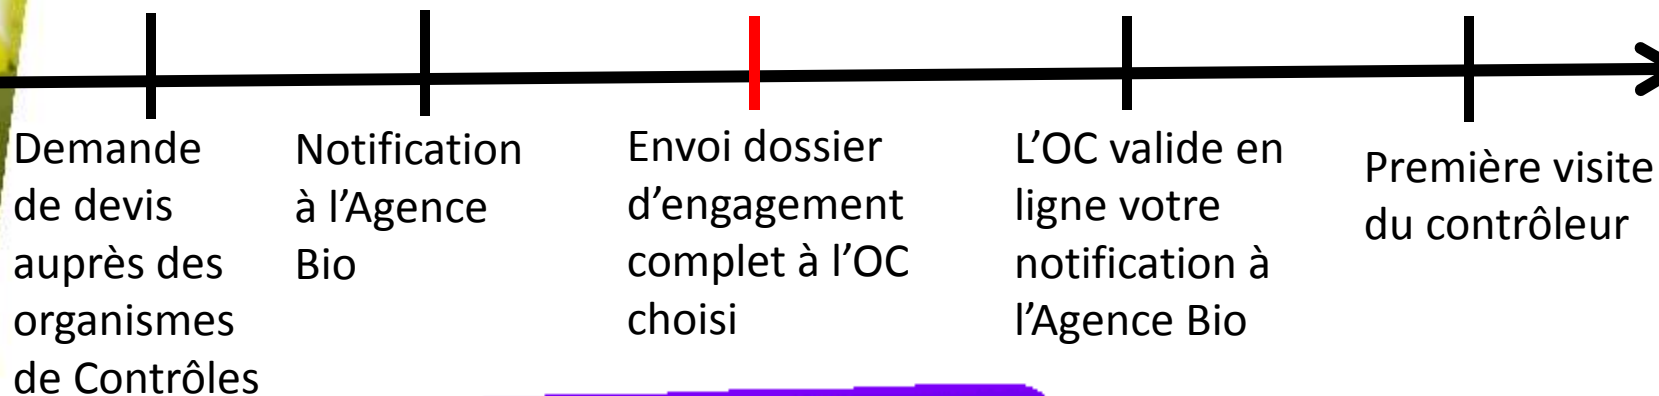 Demande
de devis
auprès des
organismes
de Contrôles
Notification
à l’Agence
Bio
Envoi dossier
d’engagement
complet à l’OC
choisi
L’OC valide en
ligne votre
notification à
l’Agence Bio
Première visite
du contrôleur